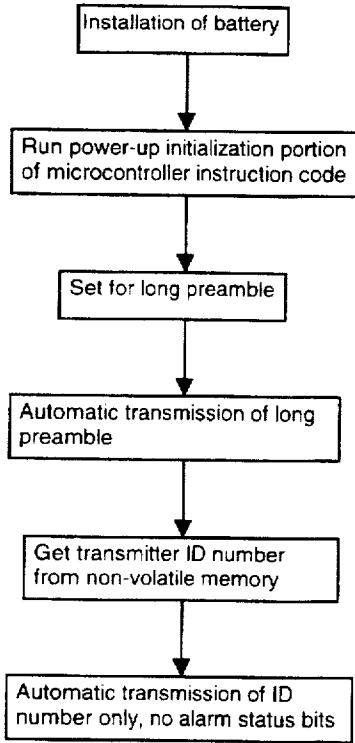 Installation of battery
Run power-up initialization portion
of microcontroller instruction code
Set for long preamble
Automatic transmission of long
preamble
Get transmitter ID number
from non-volatile memory
Automatic transmission of ID
number only, no alarm status bits